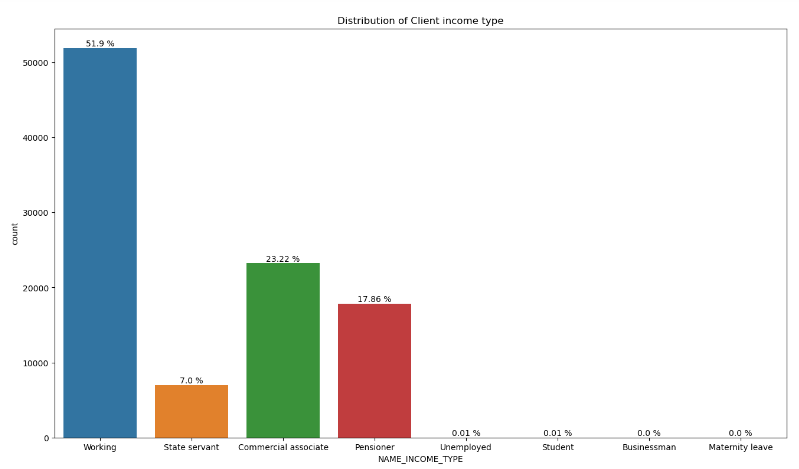 Distribution of Client income type
51.9 %
50000
40000
30000
count
23.22 %
20000
17.86 %
10000
7.0 %
0.01 %
0.01 %
0.0 %
0.0 %
0
Working
State servant
Commercial associate
Pensioner
Unemployed
Student
Businessman
Maternity leave
NAME_INCOME_TYPE